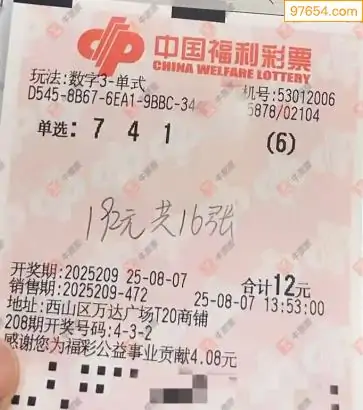 97654.com
中国福利彩票
CHINA WELFARE LOTTERY
玩法:数字3-单式
机号:53012006
D545-8B67-6EA1-9BBC-34
5878/02104
单选: 7 4 1 (6)
192元共16张
开奖期:2025209 25-08-07 合计12元
销售期:2025209-472 25-08-07 13:53:00
地址:西山区万达广场T20商铺
208期开奖号码:4-3-2
感谢您为福彩公益事业贡献4.08元